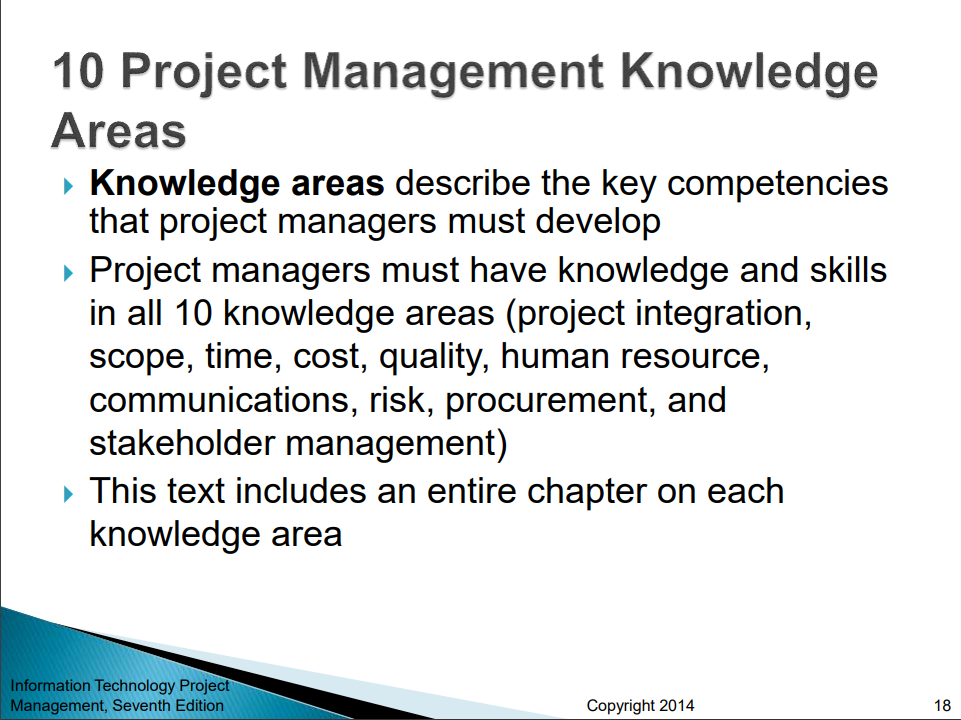 10 Project Management Knowledge
Areas
Knowledge areas describe the key competencies
that project managers must develop
Project managers must have knowledge and skills
in all 10 knowledge areas (project integration,
scope, time, cost, quality, human resource,
communications, risk, procurement, and
stakeholder management)
This text includes an entire chapter on each
knowledge area
Information Technology Project
Management, Seventh Edition
Copyright 2014
18